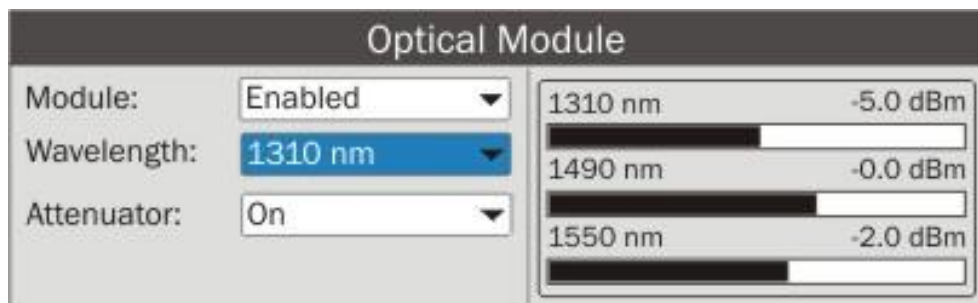 Optical Module
Module: Enabled
Wavelength: 1310 nm
Attenuator: On
1310 nm -5.0 dBm
1490 nm -0.0 dBm
1550 nm -2.0 dBm